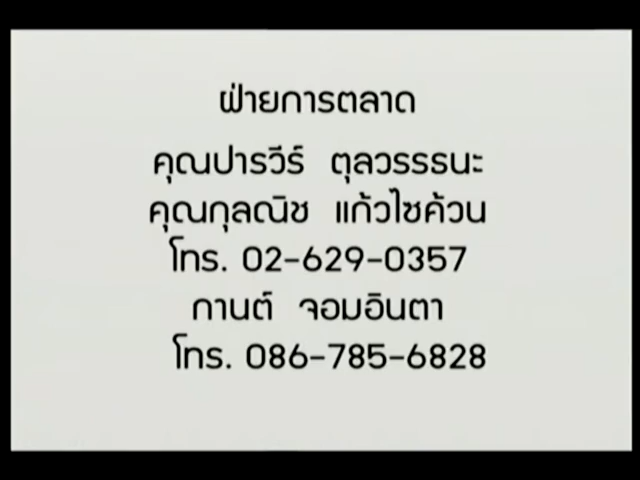 ฝ่ายการตลาด
คุณปารวีร์ ตุลวรรรนะ
คุณกุลณิช แก้วไซค้วน
โทร. 02-629-0357
กานต์ จอมอินตา
โทร. 086-785-6828